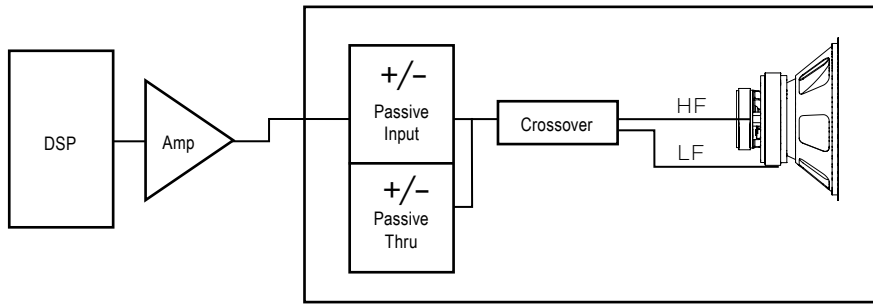 DSP
Amp
+/–
Passive
Input
+/–
Passive
Thru
Crossover
HF
LF